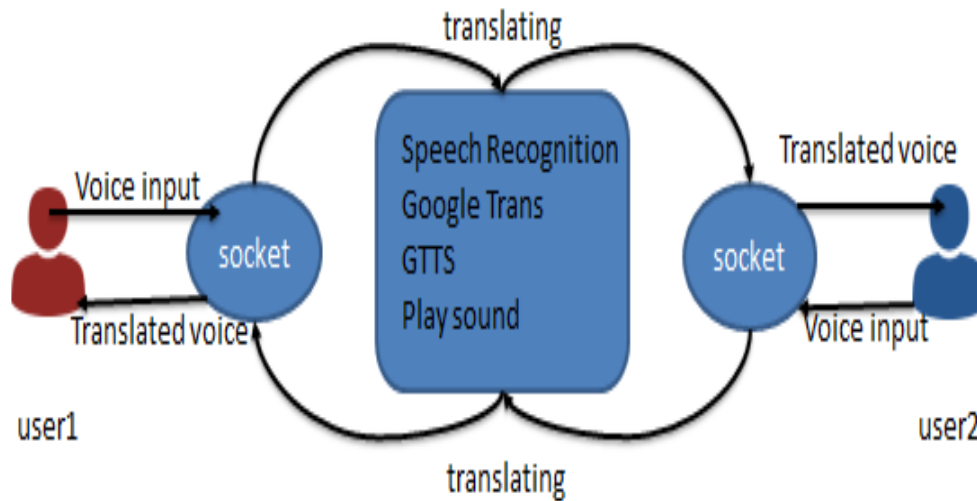 translating
Speech Recognition
Google Trans
GTTS
Play sound
Voice input
socket
Translated voice
user1
Translated voice
socket
Voice input
user2
translating